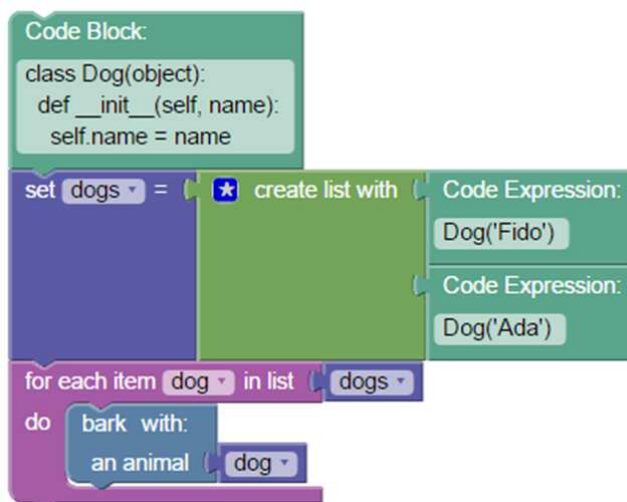 Code Block:
class Dog(object):
def __init__(self, name):
self.name = name
set dogs = create list with Code Expression:
Dog('Fido')
Code Expression:
Dog('Ada')
for each item dog in list dogs
do bark with:
an animal dog